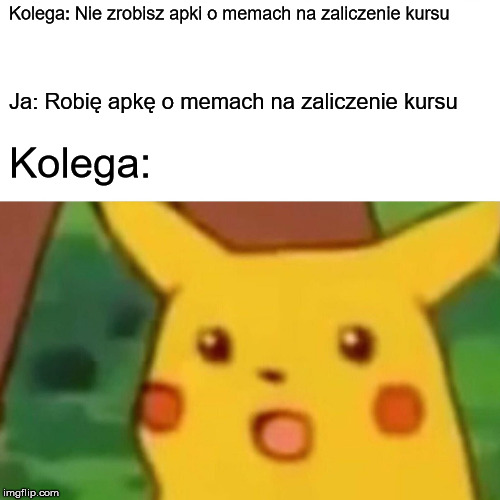 Kolega: Nie zrobisz apki o memach na zaliczenie kursu
Ja: Robię apkę o memach na zaliczenie kursu
Kolega:
imgflip.com